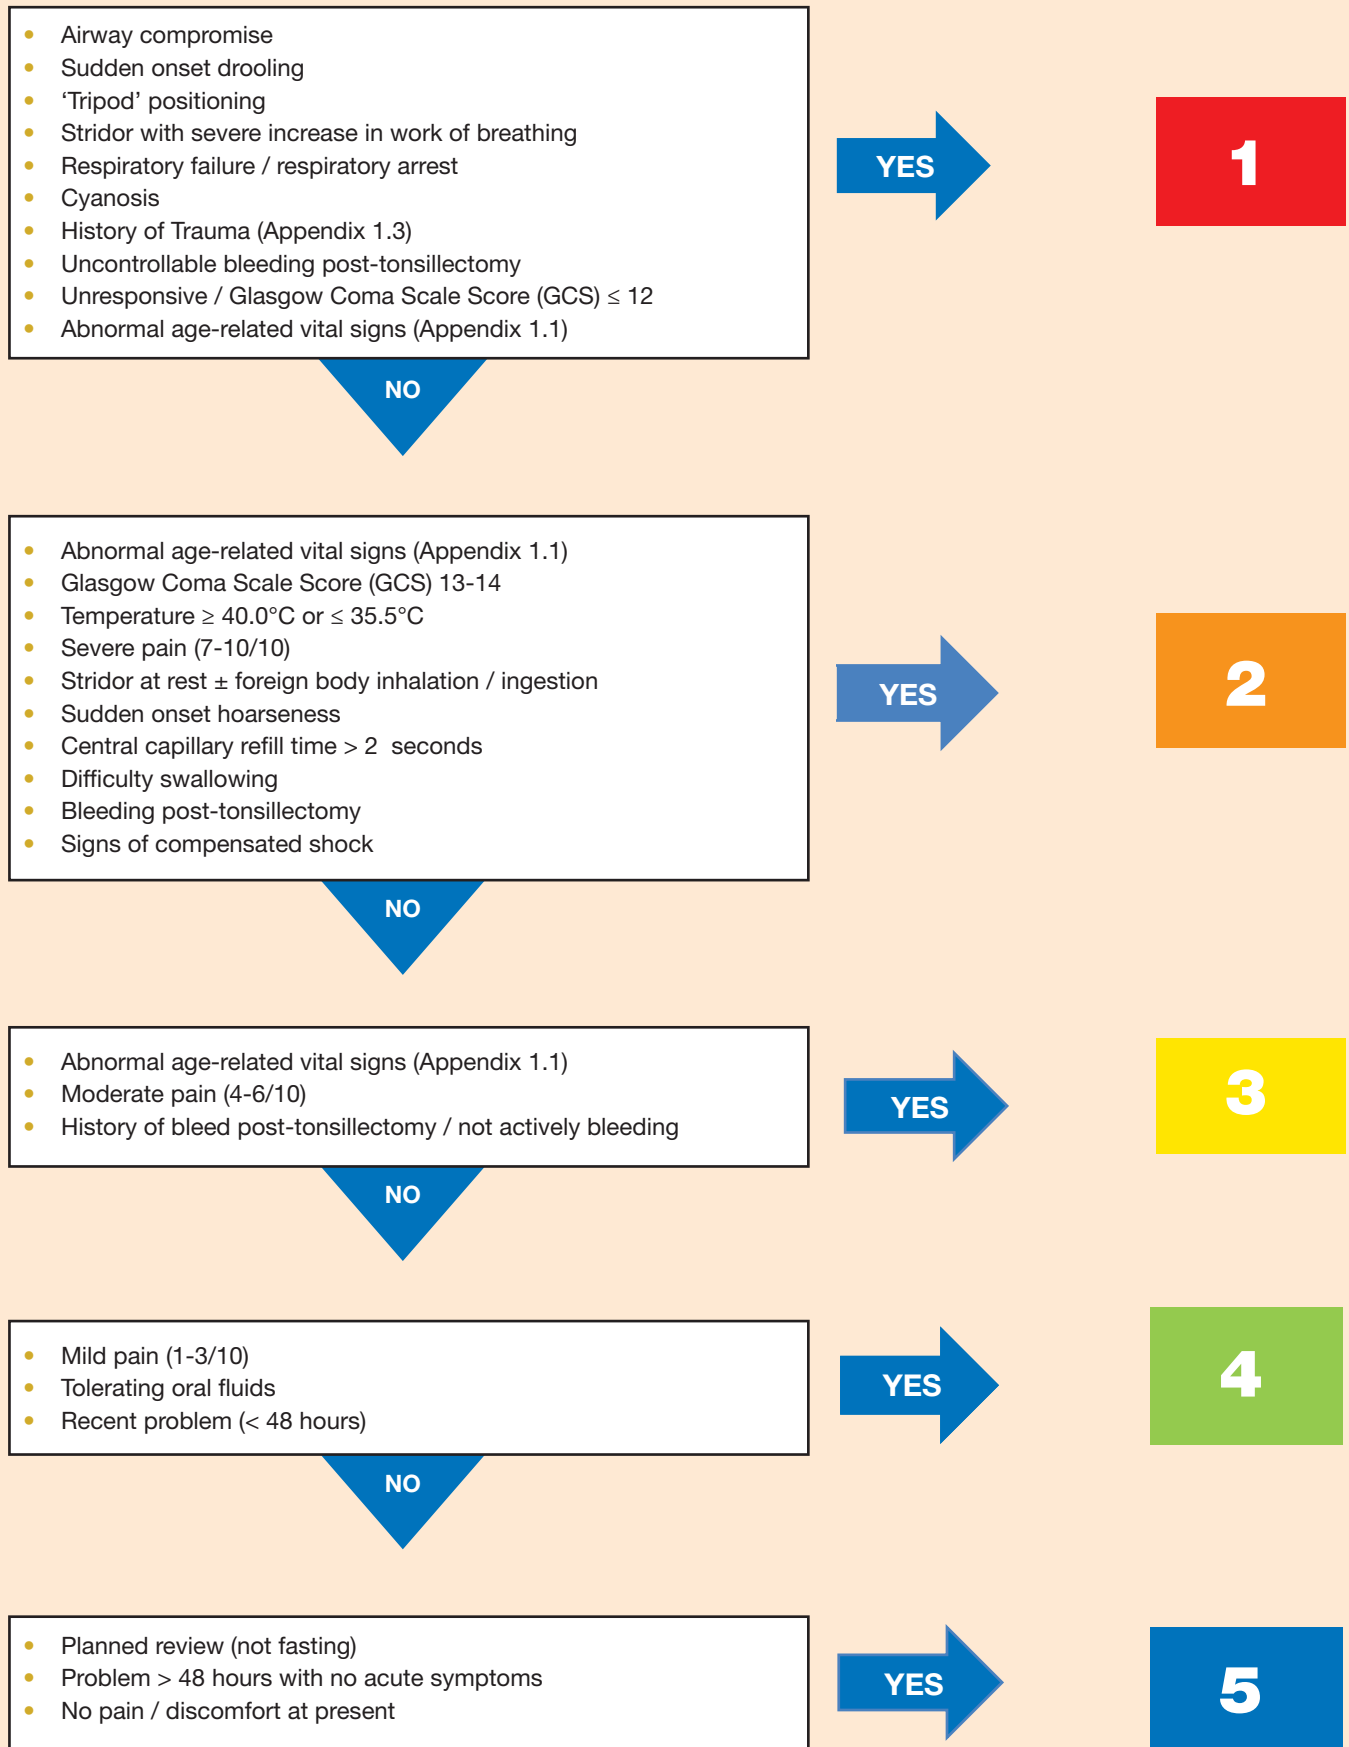 • Airway compromise
• Sudden onset drooling
• ‘Tripod’ positioning
• Stridor with severe increase in work of breathing
• Respiratory failure / respiratory arrest
• Cyanosis
• History of Trauma (Appendix 1.3)
• Uncontrollable bleeding post-tonsillectomy
• Unresponsive / Glasgow Coma Scale Score (GCS) ≤ 12
• Abnormal age-related vital signs (Appendix 1.1)
YES
1
NO
• Abnormal age-related vital signs (Appendix 1.1)
• Glasgow Coma Scale Score (GCS) 13-14
• Temperature ≥ 40.0°C or ≤ 35.5°C
• Severe pain (7-10/10)
• Stridor at rest ± foreign body inhalation / ingestion
• Sudden onset hoarseness
• Central capillary refill time > 2 seconds
• Difficulty swallowing
• Bleeding post-tonsillectomy
• Signs of compensated shock
YES
2
NO
• Abnormal age-related vital signs (Appendix 1.1)
• Moderate pain (4-6/10)
• History of bleed post-tonsillectomy / not actively bleeding
YES
3
NO
• Mild pain (1-3/10)
• Tolerating oral fluids
• Recent problem (< 48 hours)
YES
4
NO
• Planned review (not fasting)
• Problem > 48 hours with no acute symptoms
• No pain / discomfort at present
YES
5